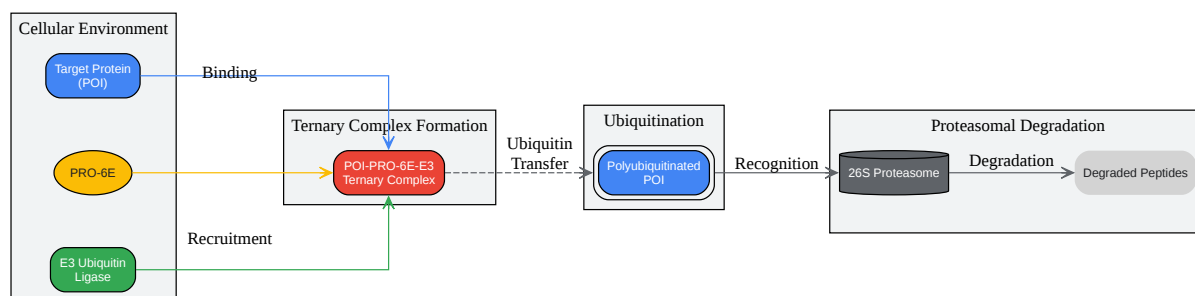 Cellular Environment
Target Protein
(POI)
Binding
PRO-6E
Recruitment
E3 Ubiquitin
Ligase
Ternary Complex Formation
POI-PRO-6E-E3
Ternary Complex
Ubiquitin
Transfer
Ubiquitination
Polyubiquitinated
POI
Recognition
Proteasomal Degradation
26S Proteasome
Degradation
Degraded Peptides